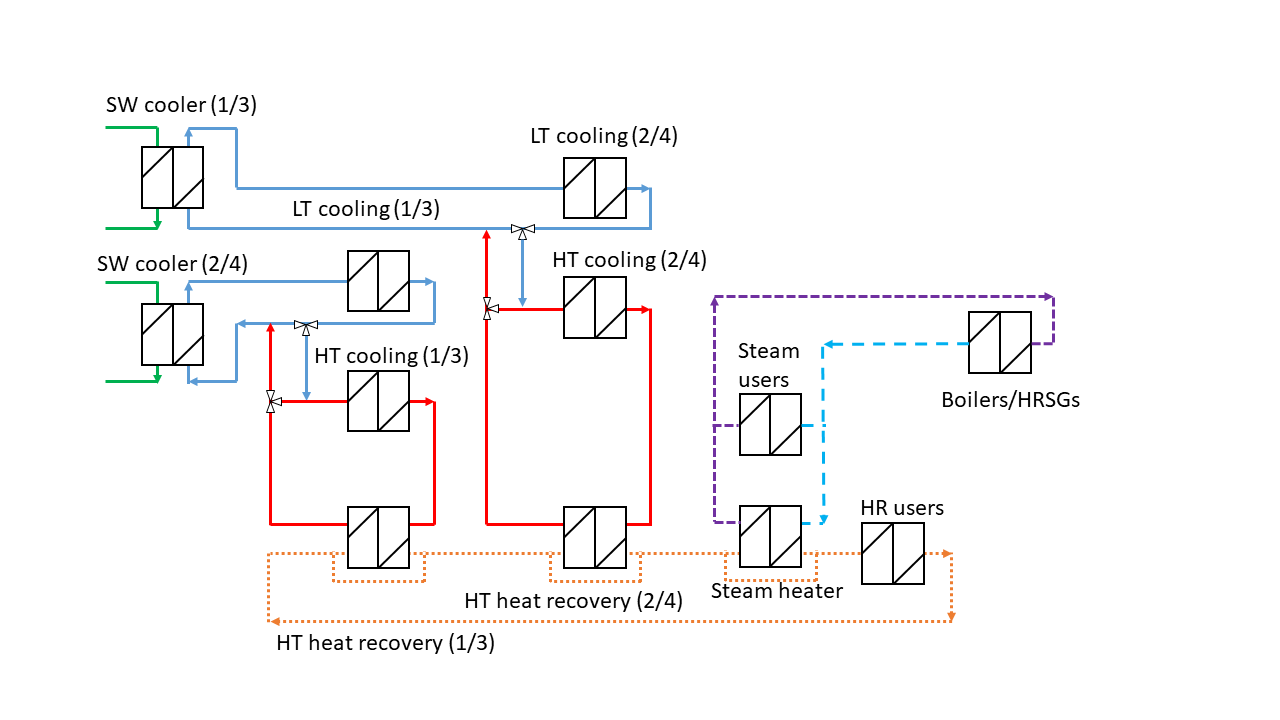 SW cooler (1/3)
LT cooling (2/4)
LT cooling (1/3)
SW cooler (2/4)
HT cooling (2/4)
HT cooling (1/3)
Steam
users
Boilers/HRSGs
HR users
Steam heater
HT heat recovery (2/4)
HT heat recovery (1/3)